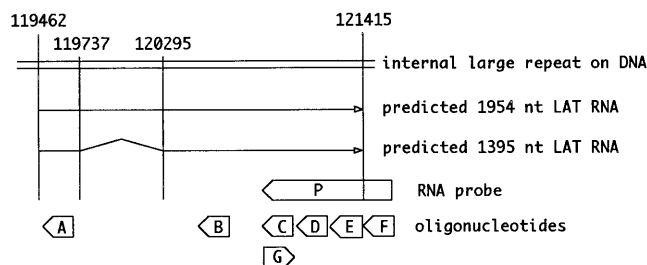 119462 121415
119737 120295
internal large repeat on DNA
predicted 1954 nt LAT RNA
predicted 1395 nt LAT RNA
P RNA probe
A B C D E F oligonucleotides
G